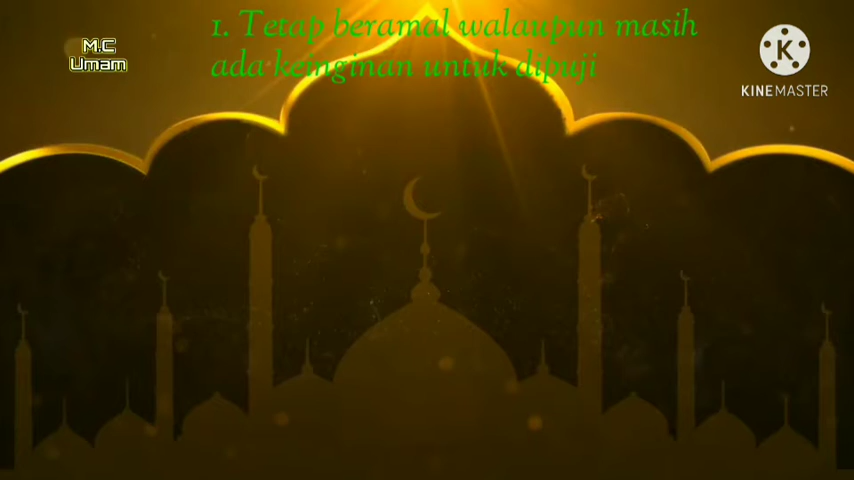 M.C
Umam
1. Tetap beramal walaupun masih
ada keinginan untuk dipuji
KINEMASTER